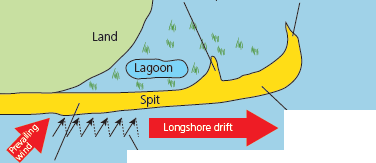 Land
Lagoon
Spit
Prevailing
wind
Longshore drift